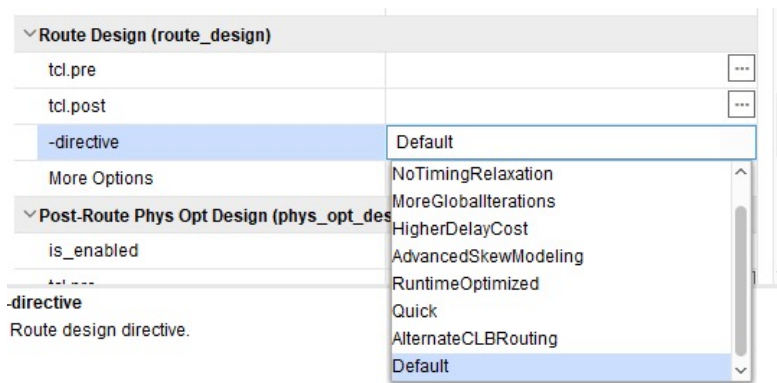 Route Design (route_design)
tcl.pre
...
tcl.post
...
-directive
Default
More Options
NoTimingRelaxation
MoreGlobalIterations
HigherDelayCost
AdvancedSkewModeling
RuntimeOptimized
Quick
AlternateCLBRouting
Default
Post-Route Phys Opt Design (phys_opt_des
is_enabled
-directive
Route design directive.